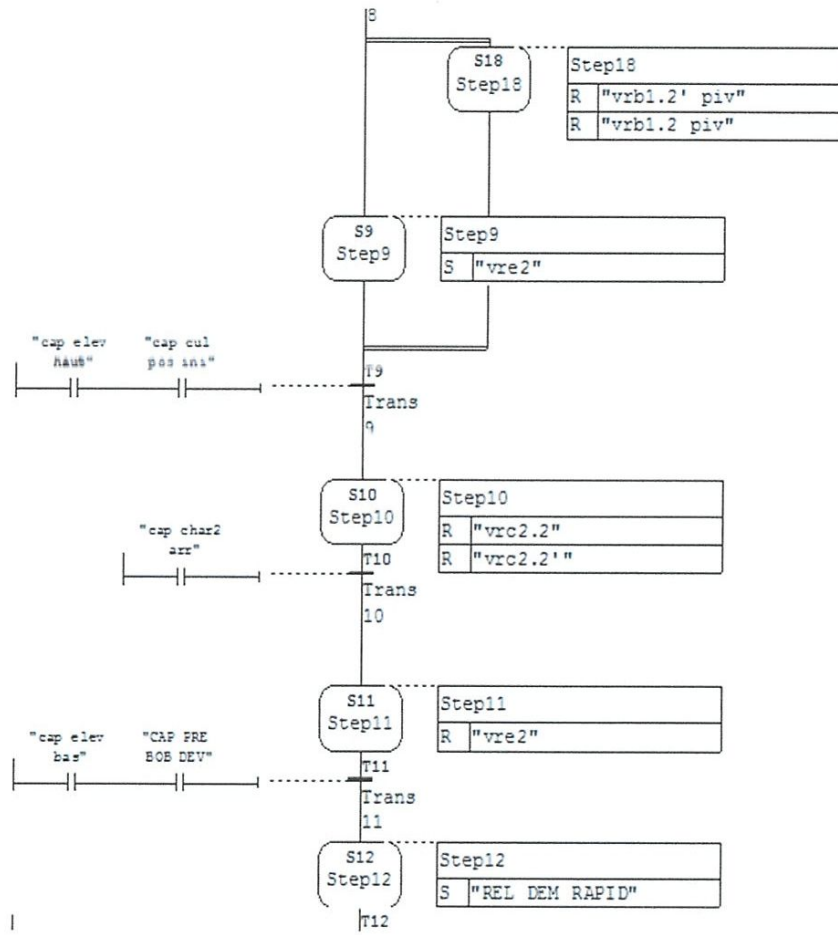 8
S18
Step18
Step18
R "vrb1.2' piv"
R "vrb1.2 piv"
S9
Step9
Step9
S "vre2"
"cap elev
haut"
"cap cul
pos ini"
T9
Trans
9
S10
Step10
Step10
R "vrc2.2"
R "vrc2.2'"
"cap char2
arr"
T10
Trans
10
S11
Step11
Step11
R "vre2"
"cap elev
bas"
"CAP PRE
BOB DEV"
T11
Trans
11
S12
Step12
Step12
S "REL DEM RAPID"
T12